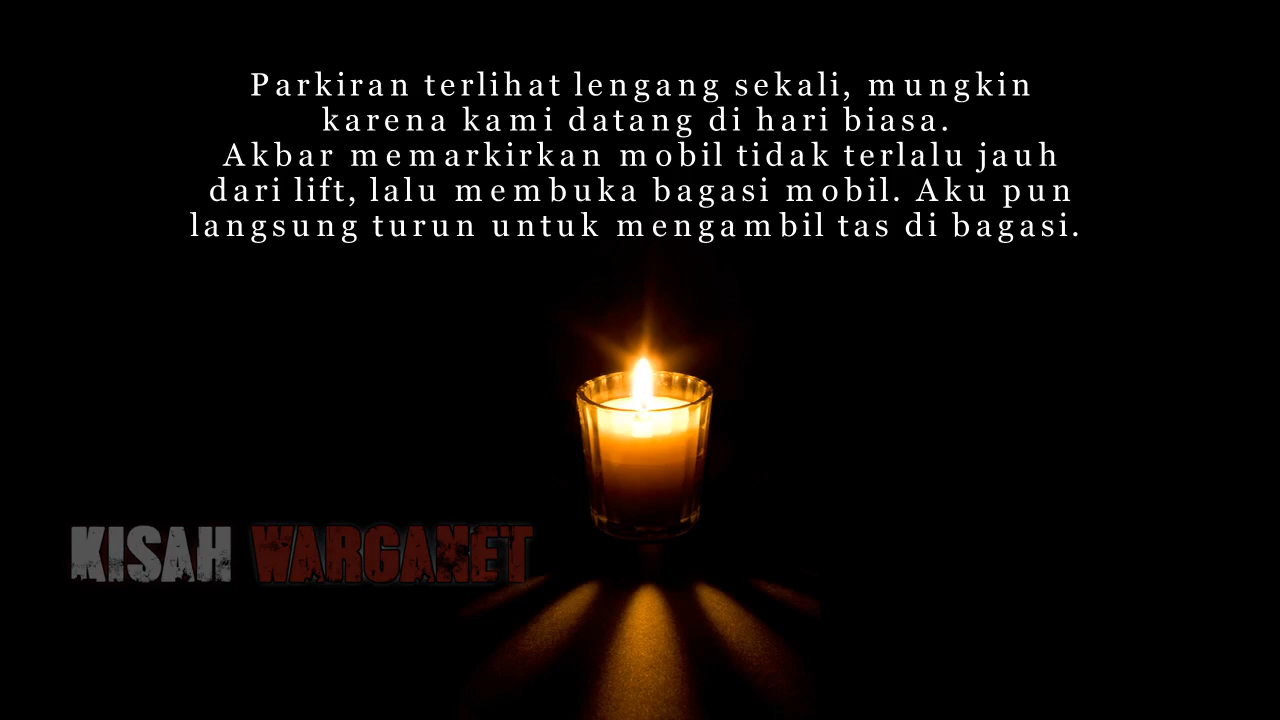 Parkiran terlihat lengang sekali, mungkin
karena kami datang di hari biasa.
Akbar memarkirkan mobil tidak terlalu jauh
dari lift, lalu membuka bagasi mobil. Aku pun
langsung turun untuk mengambil tas di bagasi.
KISAH WARGANET